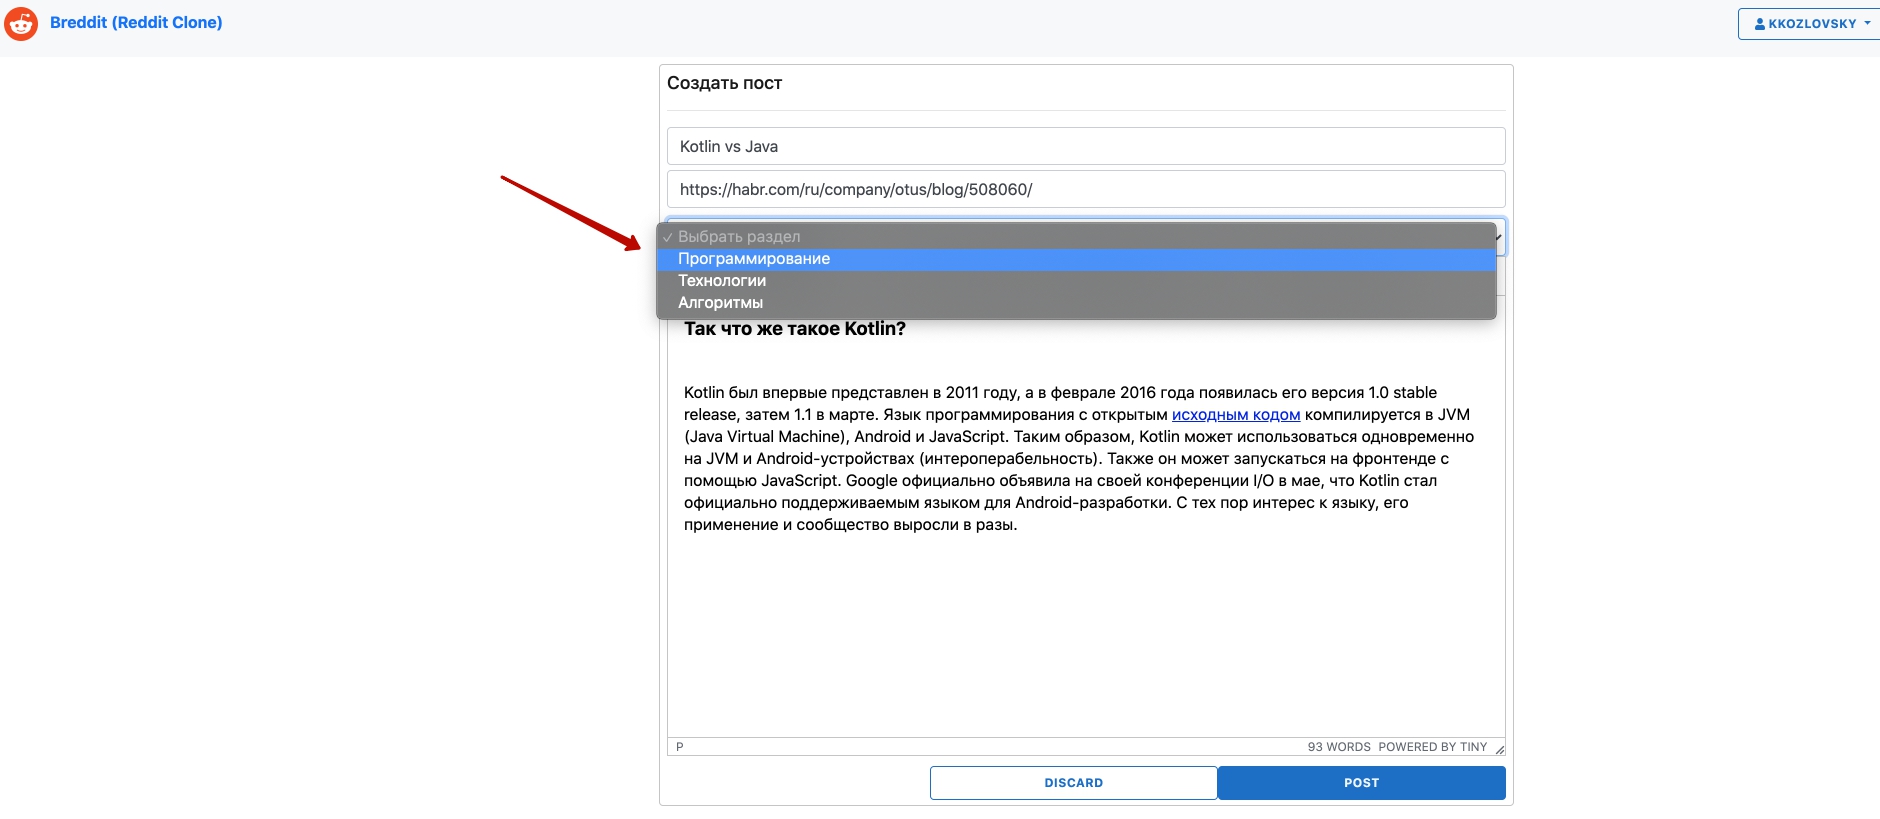 Breddit (Reddit Clone)
KKOZLOVSKY
Создать пост
Kotlin vs Java
https://habr.com/ru/company/otus/blog/508060/
✓ Выбрать раздел
Программирование
Технологии
Алгоритмы
Так что же такое Kotlin?
Kotlin был впервые представлен в 2011 году, а в феврале 2016 года появилась его версия 1.0 stable
release, затем 1.1 в марте. Язык программирования с открытым исходным кодом компилируется в JVM
(Java Virtual Machine), Android и JavaScript. Таким образом, Kotlin может использоваться одновременно
на JVM и Android-устройствах (интероперабельность). Также он может запускаться на фронтенде с
помощью JavaScript. Google официально объявила на своей конференции I/O в мае, что Kotlin стал
официально поддерживаемым языком для Android-разработки. С тех пор интерес к языку, его
применение и сообщество выросли в разы.
P
93 WORDS POWERED BY TINY
DISCARD
POST